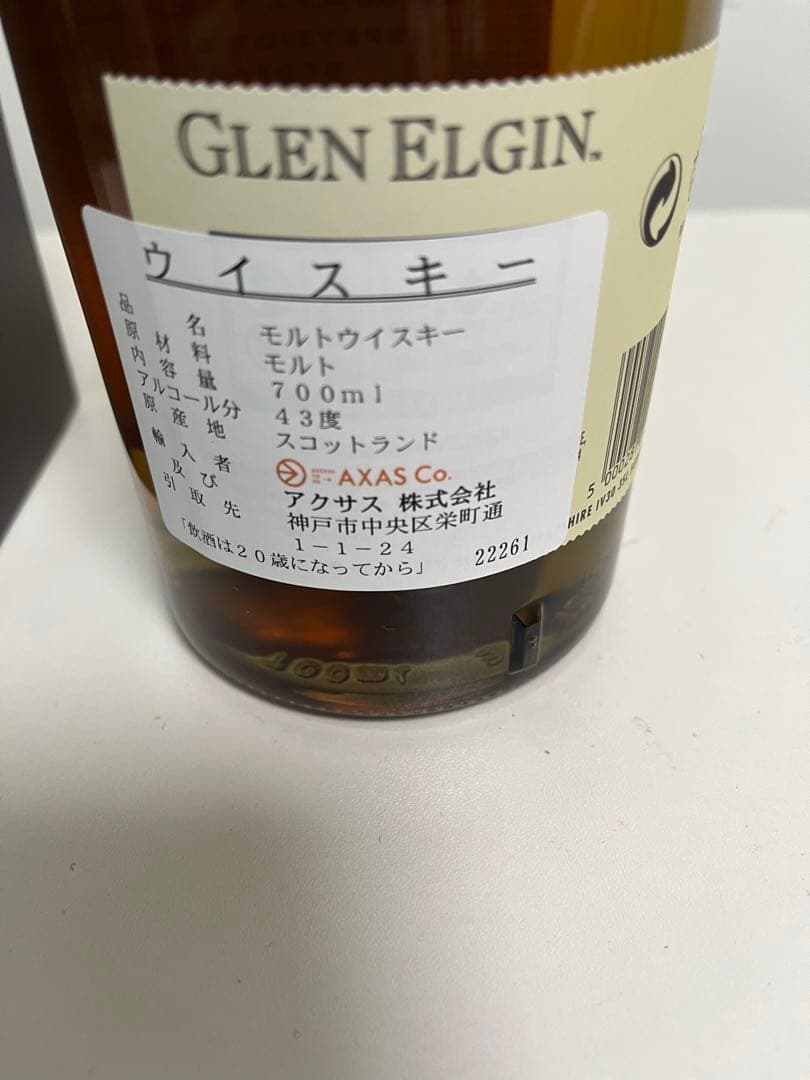 GLEN ELGIN™
ウイスキー
品名 モルトウイスキー
原材料 モルト
内容量 700ml
アルコール分 43度
原産地 スコットランド
輸入者及び引取先 AXAS Co.
アクサス 株式会社
神戸市中央区栄町通
1-1-24
「飲酒は20歳になってから」 22261
HIRE IV30 3SL